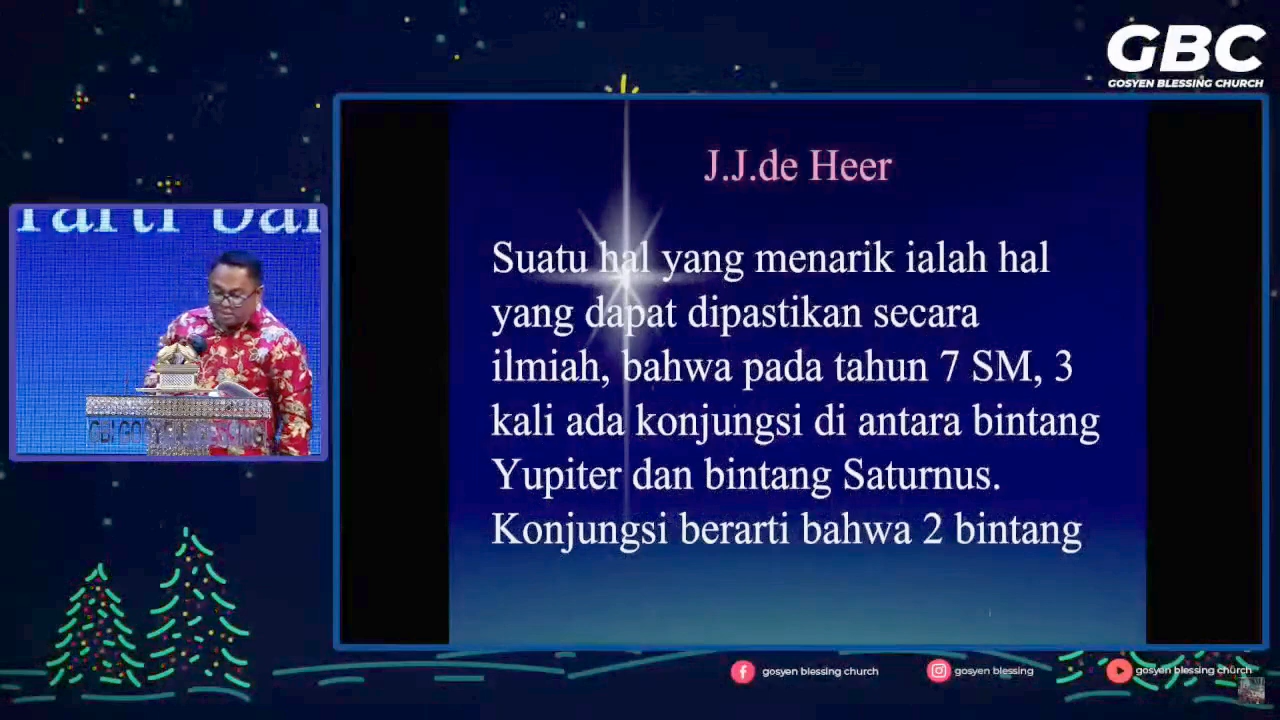 GBC
GOSYEN BLESSING CHURCH
J.J.de Heer
Suatu hal yang menarik ialah hal
yang dapat dipastikan secara
ilmiah, bahwa pada tahun 7 SM, 3
kali ada konjungsi di antara bintang
Yupiter dan bintang Saturnus.
Konjungsi berarti bahwa 2 bintang
gosyen blessing church
gosyen blessing
gosyen blessing church